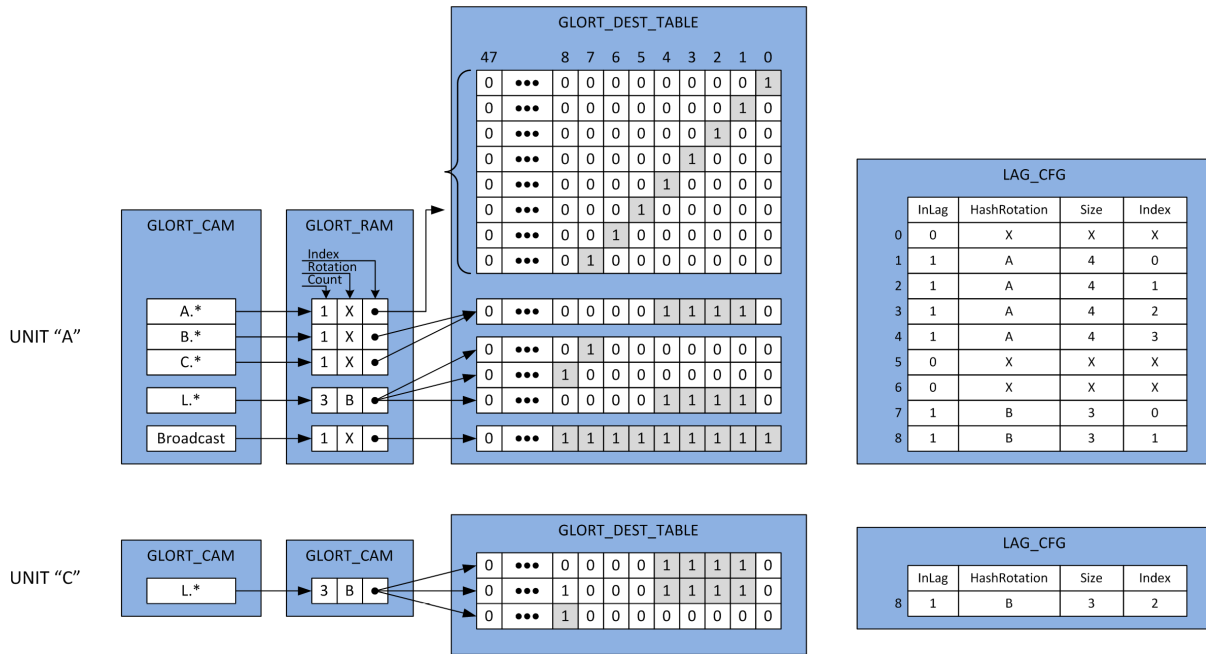 GLORT_DEST_TABLE
47 8 7 6 5 4 3 2 1 0
0 ●●● 0 0 0 0 0 0 0 0 1
0 ●●● 0 0 0 0 0 0 0 1 0
0 ●●● 0 0 0 0 0 0 1 0 0
0 ●●● 0 0 0 0 0 1 0 0 0
0 ●●● 0 0 0 0 1 0 0 0 0
0 ●●● 0 0 0 1 0 0 0 0 0
0 ●●● 0 0 1 0 0 0 0 0 0
0 ●●● 0 1 0 0 0 0 0 0 0
0 ●●● 0 0 0 0 1 1 1 1 0
0 ●●● 0 1 0 0 0 0 0 0 0
0 ●●● 1 0 0 0 0 0 0 0 0
0 ●●● 0 0 0 0 1 1 1 1 0
0 ●●● 1 1 1 1 1 1 1 1 1
UNIT “A”
GLORT_CAM
A.*
B.*
C.*
L.*
Broadcast
GLORT_RAM
Index
Rotation
Count
1 X
1 X
1 X
3 B
1 X
LAG_CFG
InLag HashRotation Size Index
0 0 X X X
1 1 A 4 0
2 1 A 4 1
3 1 A 4 2
4 1 A 4 3
5 0 X X X
6 0 X X X
7 1 B 3 0
8 1 B 3 1
UNIT “C”
GLORT_CAM
L.*
GLORT_CAM
3 B
GLORT_DEST_TABLE
0 ●●● 0 0 0 0 1 1 1 1 0
0 ●●● 1 0 0 0 1 1 1 1 0
0 ●●● 1 0 0 0 0 0 0 0 0
LAG_CFG
InLag HashRotation Size Index
8 1 B 3 2